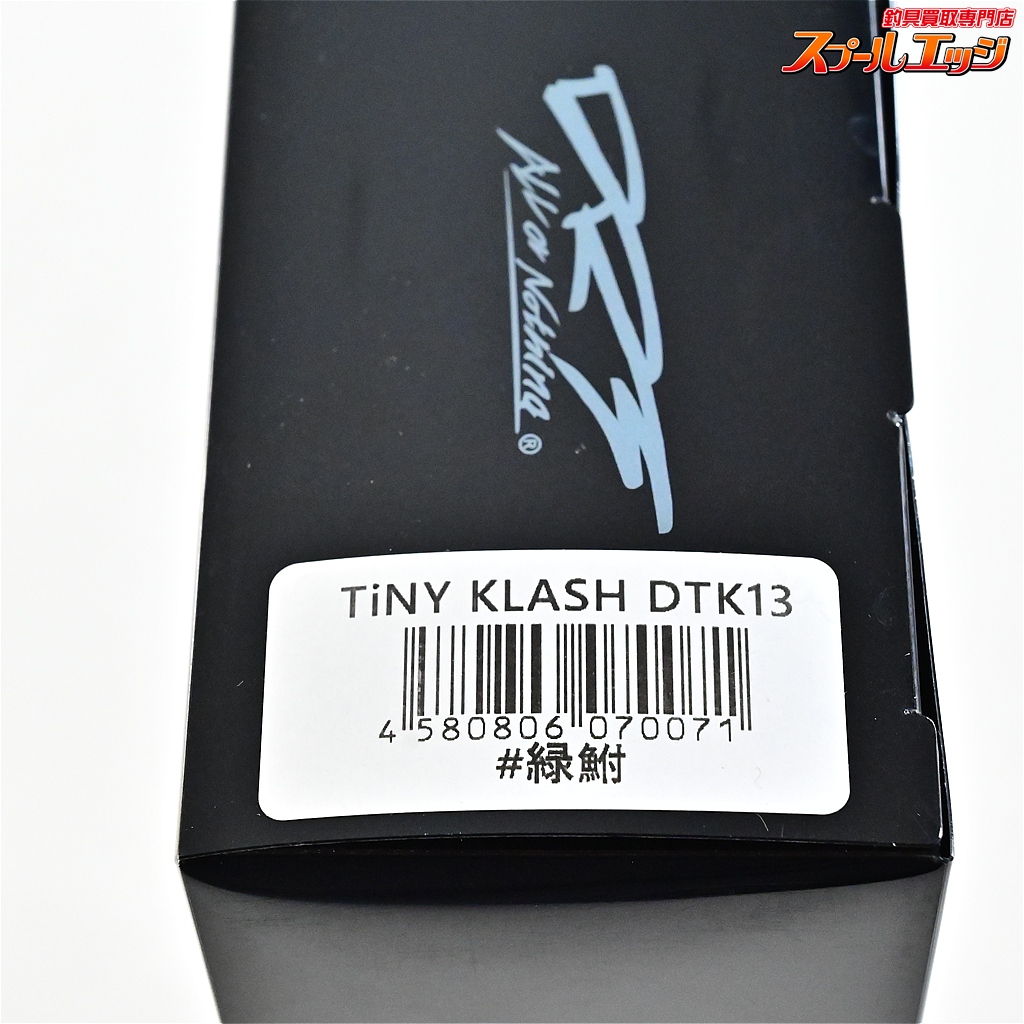 釣具買取専門店
スプールエッジ
DRT
All or Nothing ®
TiNY KLASH DTK13
4 580806 070071
#緑鮒